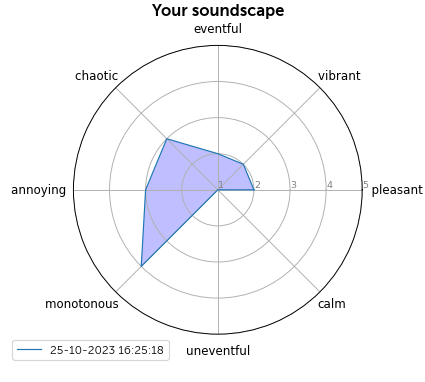 Your soundscape
eventful
chaotic
vibrant
annoying
1 2 3 4 5
pleasant
monotonous
calm
uneventful
25-10-2023 16:25:18